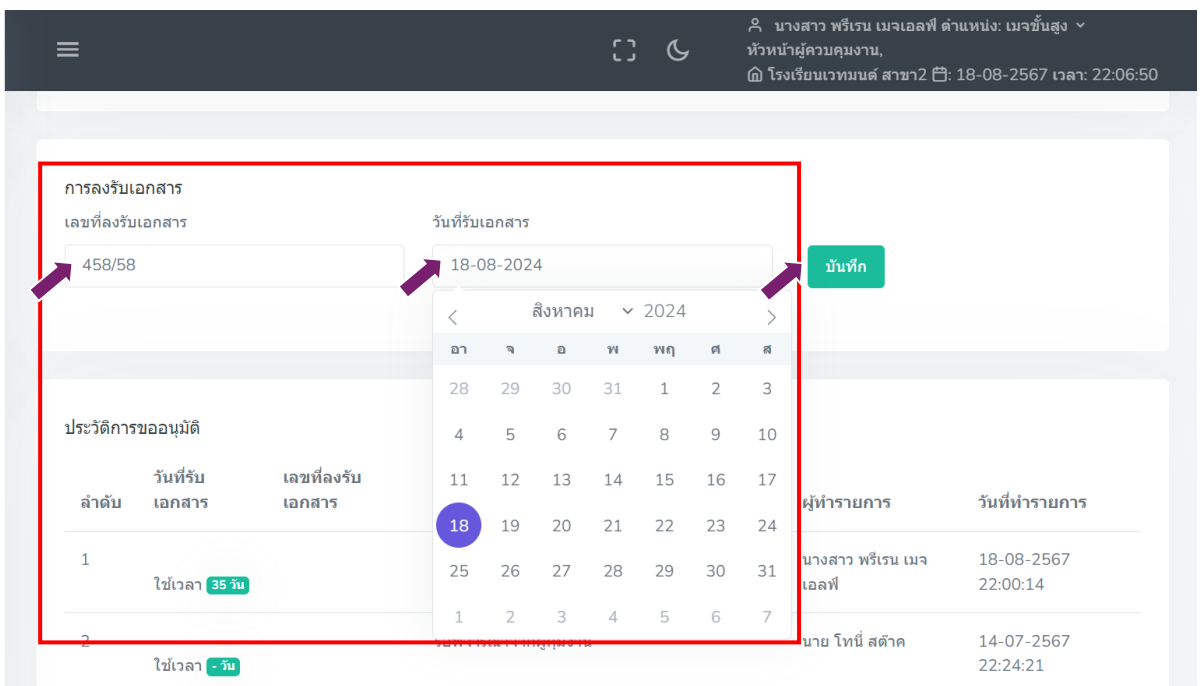 นางสาว พรีเรน เมจเอลฟ์ ตำแหน่ง: เมจชั้นสูง
หัวหน้าผู้ควบคุมงาน,
โรงเรียนเวทมนต์ สาขา2 : 18-08-2567 เวลา: 22:06:50
การลงรับเอกสาร
เลขที่ลงรับเอกสาร วันที่รับเอกสาร
458/58 18-08-2024 บันทึก
สิงหาคม 2024
อา จ อ พ พฤ ศ ส
28 29 30 31 1 2 3
4 5 6 7 8 9 10
11 12 13 14 15 16 17
18 19 20 21 22 23 24
25 26 27 28 29 30 31
1 2 3 4 5 6 7
ประวัติการขออนุมัติ
ลำดับ วันที่รับเอกสาร เลขที่ลงรับเอกสาร ผู้ทำรายการ วันที่ทำรายการ
1 นางสาว พรีเรน เมจ 18-08-2567
ใช้เวลา 35 วัน เอลฟ์ 22:00:14
2 นาย โทนี่ สต๊าค 14-07-2567
ใช้เวลา - วัน 22:24:21